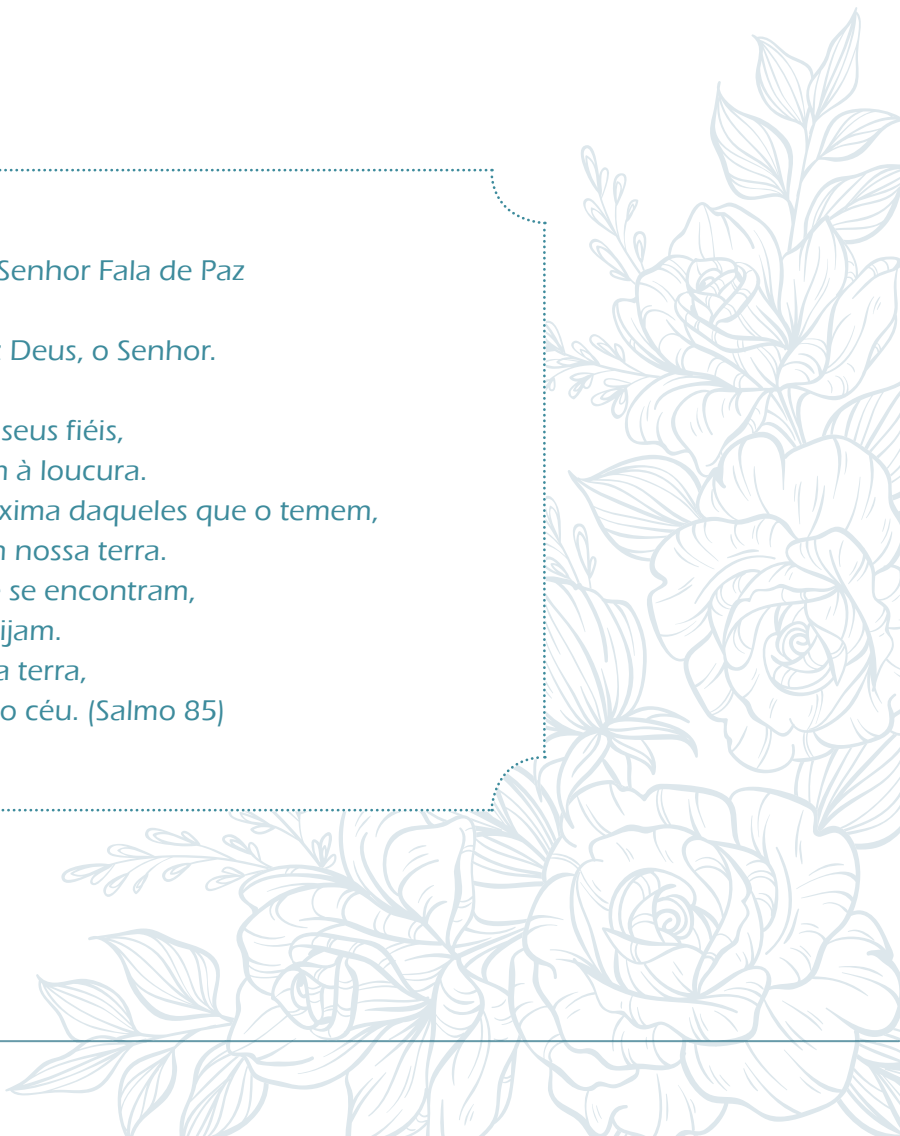 Senhor Fala de Paz
Deus, o Senhor.
seus fiéis,
à loucura.
xima daqueles que o temem,
nossa terra.
se encontram,
ijam.
a terra,
o céu. (Salmo 85)